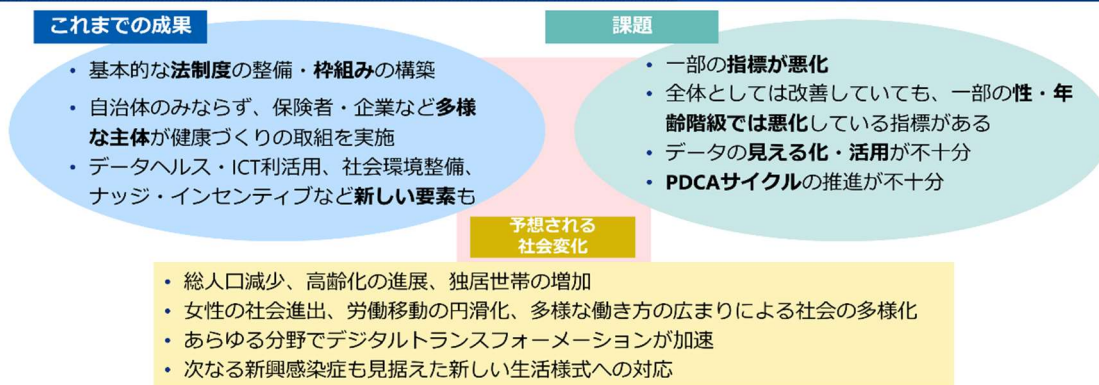 これまでの成果
• 基本的な法制度の整備・枠組みの構築
• 自治体のみならず、保険者・企業など多様
な主体が健康づくりの取組を実施
• データヘルス・ICT利活用、社会環境整備、
ナッジ・インセンティブなど新しい要素も
課題
• 一部の指標が悪化
• 全体としては改善していても、一部の性・年
齢階級では悪化している指標がある
• データの見える化・活用が不十分
• PDCAサイクルの推進が不十分
予想される
社会変化
• 総人口減少、高齢化の進展、独居世帯の増加
• 女性の社会進出、労働移動の円滑化、多様な働き方の広まりによる社会の多様化
• あらゆる分野でデジタルトランスフォーメーションが加速
• 次なる新興感染症も見据えた新しい生活様式への対応